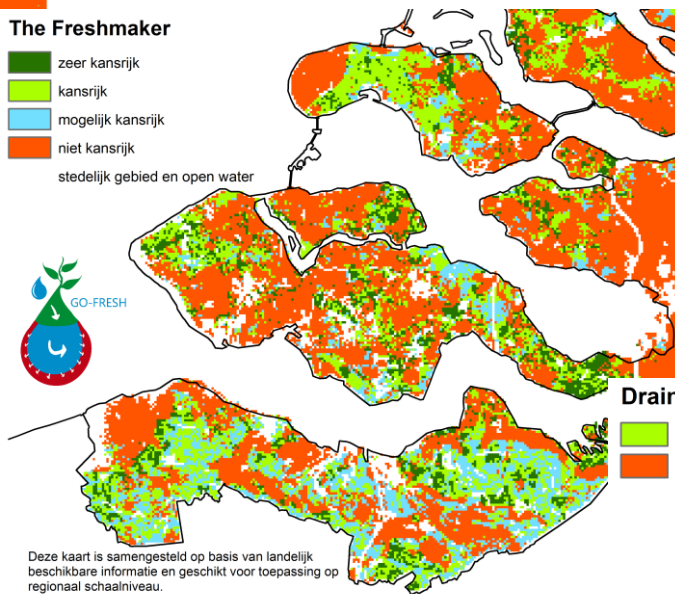 The Freshmaker
zeer kansrijk
kansrijk
mogelijk kansrijk
niet kansrijk
stedelijk gebied en open water
GO-FRESH
Drain
Deze kaart is samengesteld op basis van landelijk
beschikbare informatie en geschikt voor toepassing op
regionaal schaalniveau.